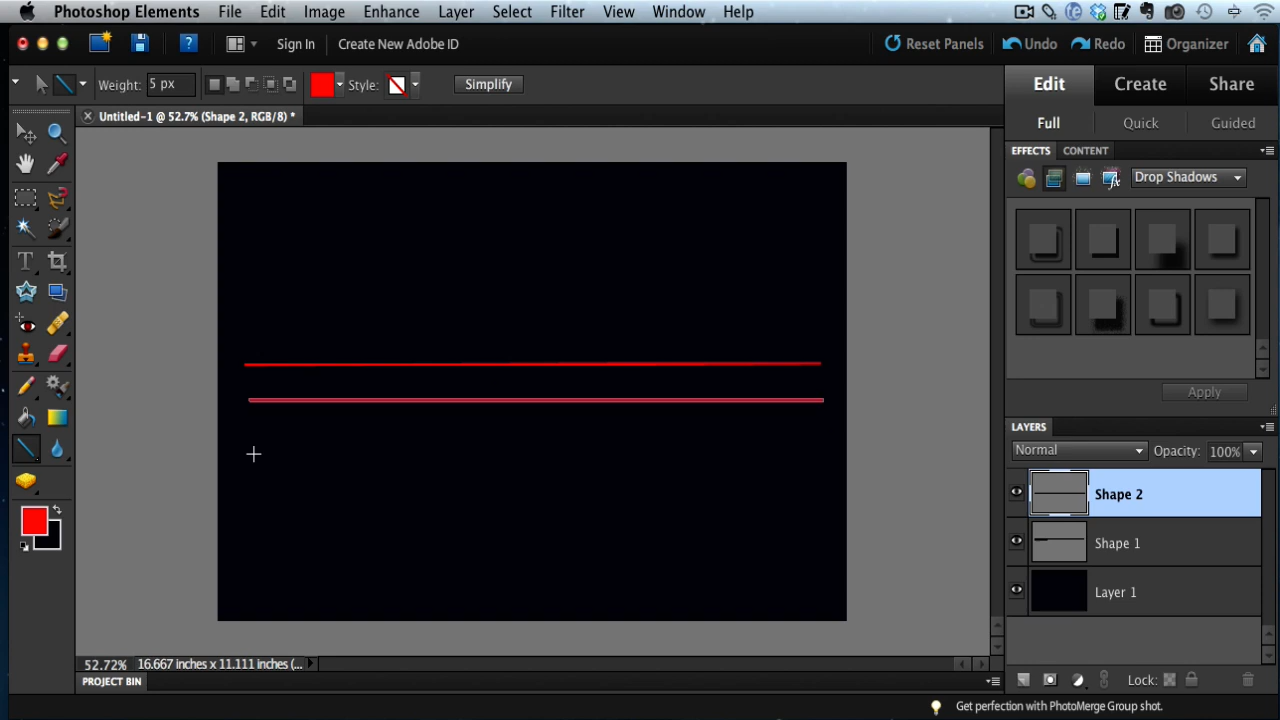 Photoshop Elements File Edit Image Enhance Layer Select Filter View Window Help
? Sign In Create New Adobe ID Reset Panels Undo Redo Organizer
Weight: 5 px Style: Simplify Edit Create Share
Untitled-1 @ 52.7% (Shape 2, RGB/8) *
Full Quick Guided
EFFECTS CONTENT
fx Drop Shadows
T
Apply
LAYERS
Normal Opacity: 100%
Shape 2
Shape 1
Layer 1
52.72% 16.667 inches x 11.111 inches (...
PROJECT BIN Lock:
Get perfection with PhotoMerge Group shot.